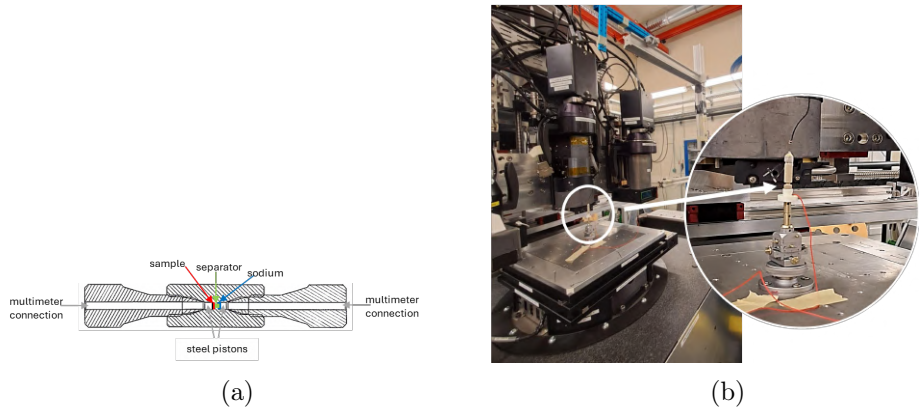 sample
separator
sodium
multimeter
connection
multimeter
connection
steel pistons
(a)
(b)